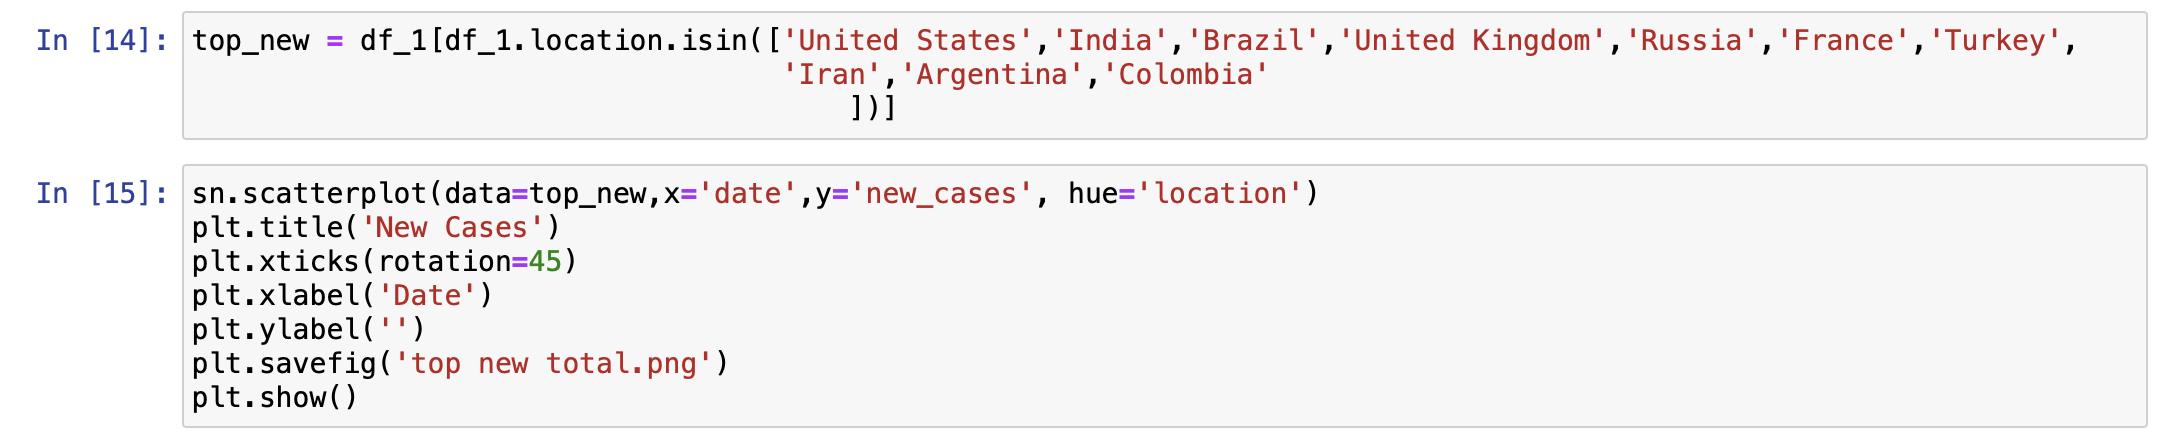 In [14]: top_new = df_1[df_1.location.isin(['United States','India','Brazil','United Kingdom','Russia','France','Turkey',
'Iran','Argentina','Colombia'
])]
In [15]: sn.scatterplot(data=top_new,x='date',y='new_cases', hue='location')
plt.title('New Cases')
plt.xticks(rotation=45)
plt.xlabel('Date')
plt.ylabel('')
plt.savefig('top new total.png')
plt.show()